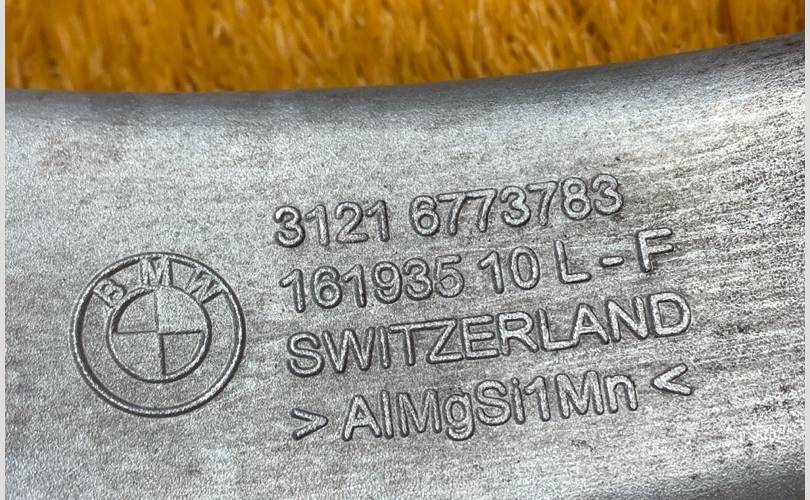 BMW
3121 6773783
161935 10 L - F
SWITZERLAND
> AlMgSi1Mn <